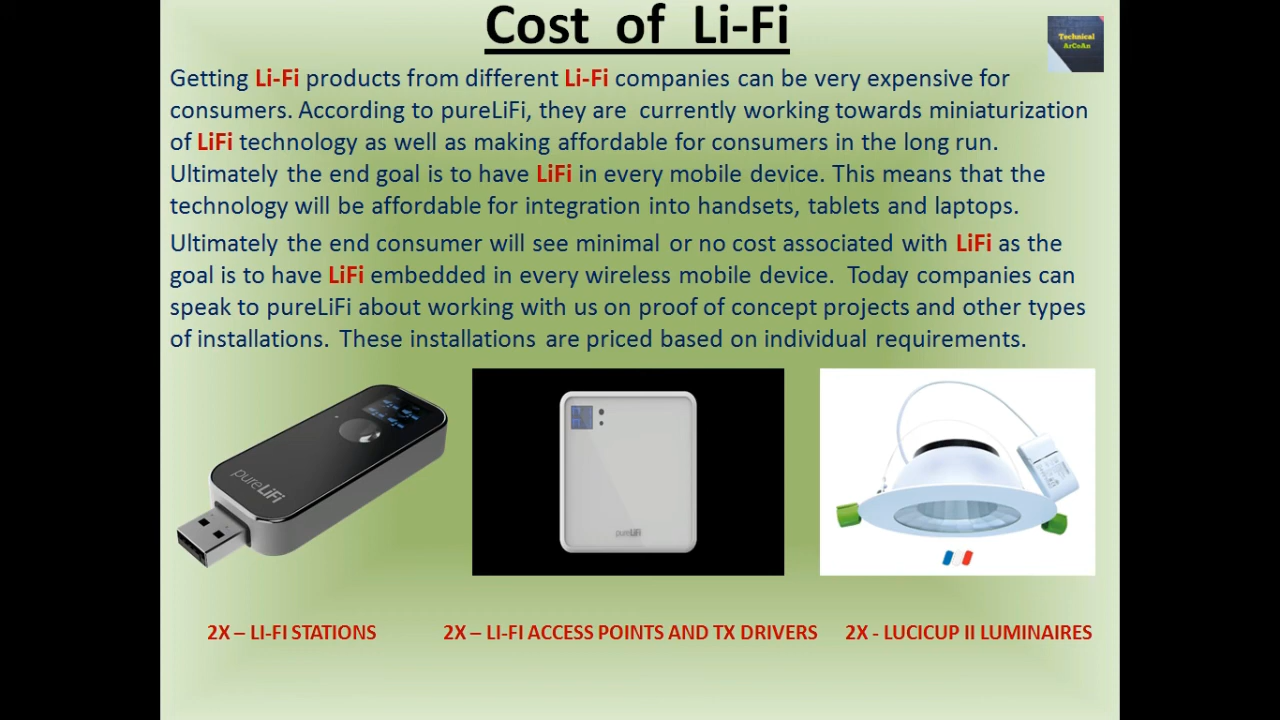 Cost of Li-Fi
Technical
ArCoAn
Getting Li-Fi products from different Li-Fi companies can be very expensive for
consumers. According to pureLiFi, they are currently working towards miniaturization
of LiFi technology as well as making affordable for consumers in the long run.
Ultimately the end goal is to have LiFi in every mobile device. This means that the
technology will be affordable for integration into handsets, tablets and laptops.
Ultimately the end consumer will see minimal or no cost associated with LiFi as the
goal is to have LiFi embedded in every wireless mobile device. Today companies can
speak to pureLiFi about working with us on proof of concept projects and other types
of installations. These installations are priced based on individual requirements.
pureLiFi
pureLiFi
2X – LI-FI STATIONS
2X – LI-FI ACCESS POINTS AND TX DRIVERS
2X - LUCICUP II LUMINAIRES